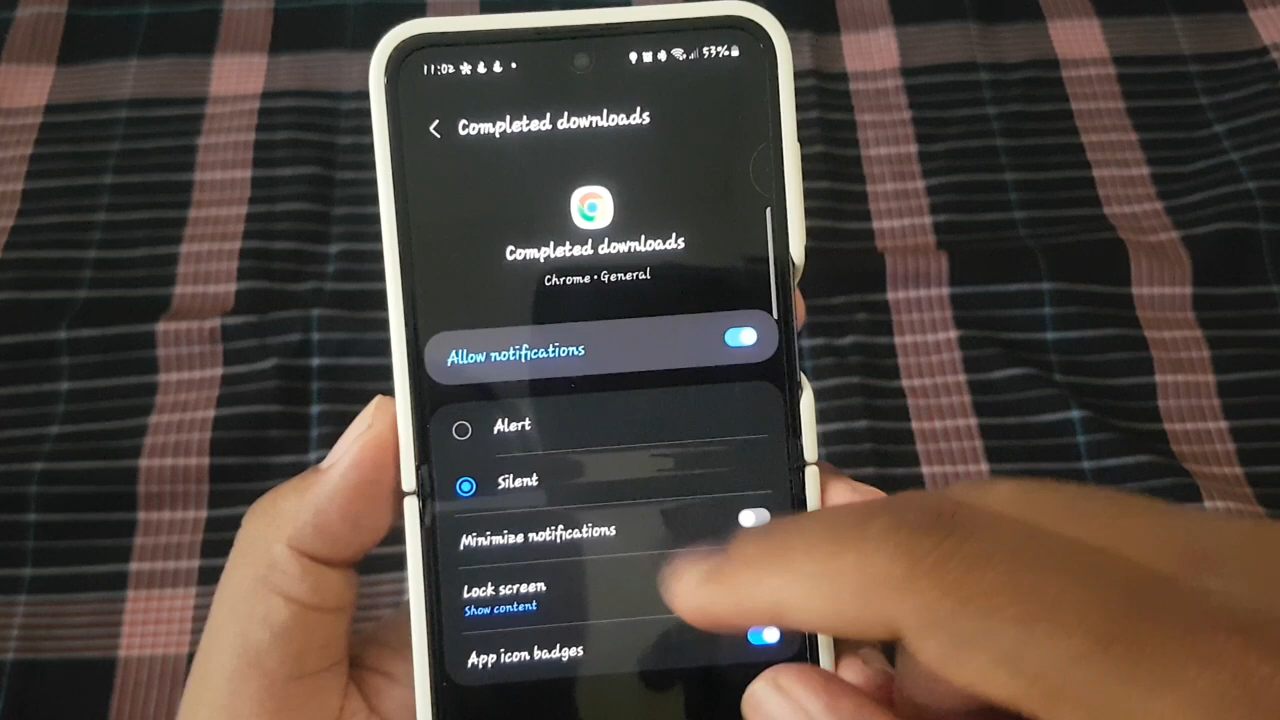 11:02
53%
Completed downloads
Completed downloads
Chrome • General
Allow notifications
Alert
Silent
Minimize notifications
Lock screen
Show content
App icon badges